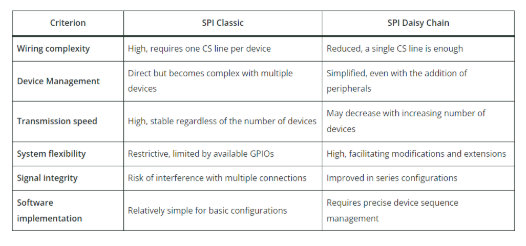 Criterion SPI Classic SPI Daisy Chain
Wiring complexity High, requires one CS line per device Reduced, a single CS line is enough
Device Management Direct but becomes complex with multiple devices Simplified, even with the addition of peripherals
Transmission speed High, stable regardless of the number of devices May decrease with increasing number of devices
System flexibility Restrictive, limited by available GPIOs High, facilitating modifications and extensions
Signal integrity Risk of interference with multiple connections Improved in series configurations
Software implementation Relatively simple for basic configurations Requires precise device sequence management